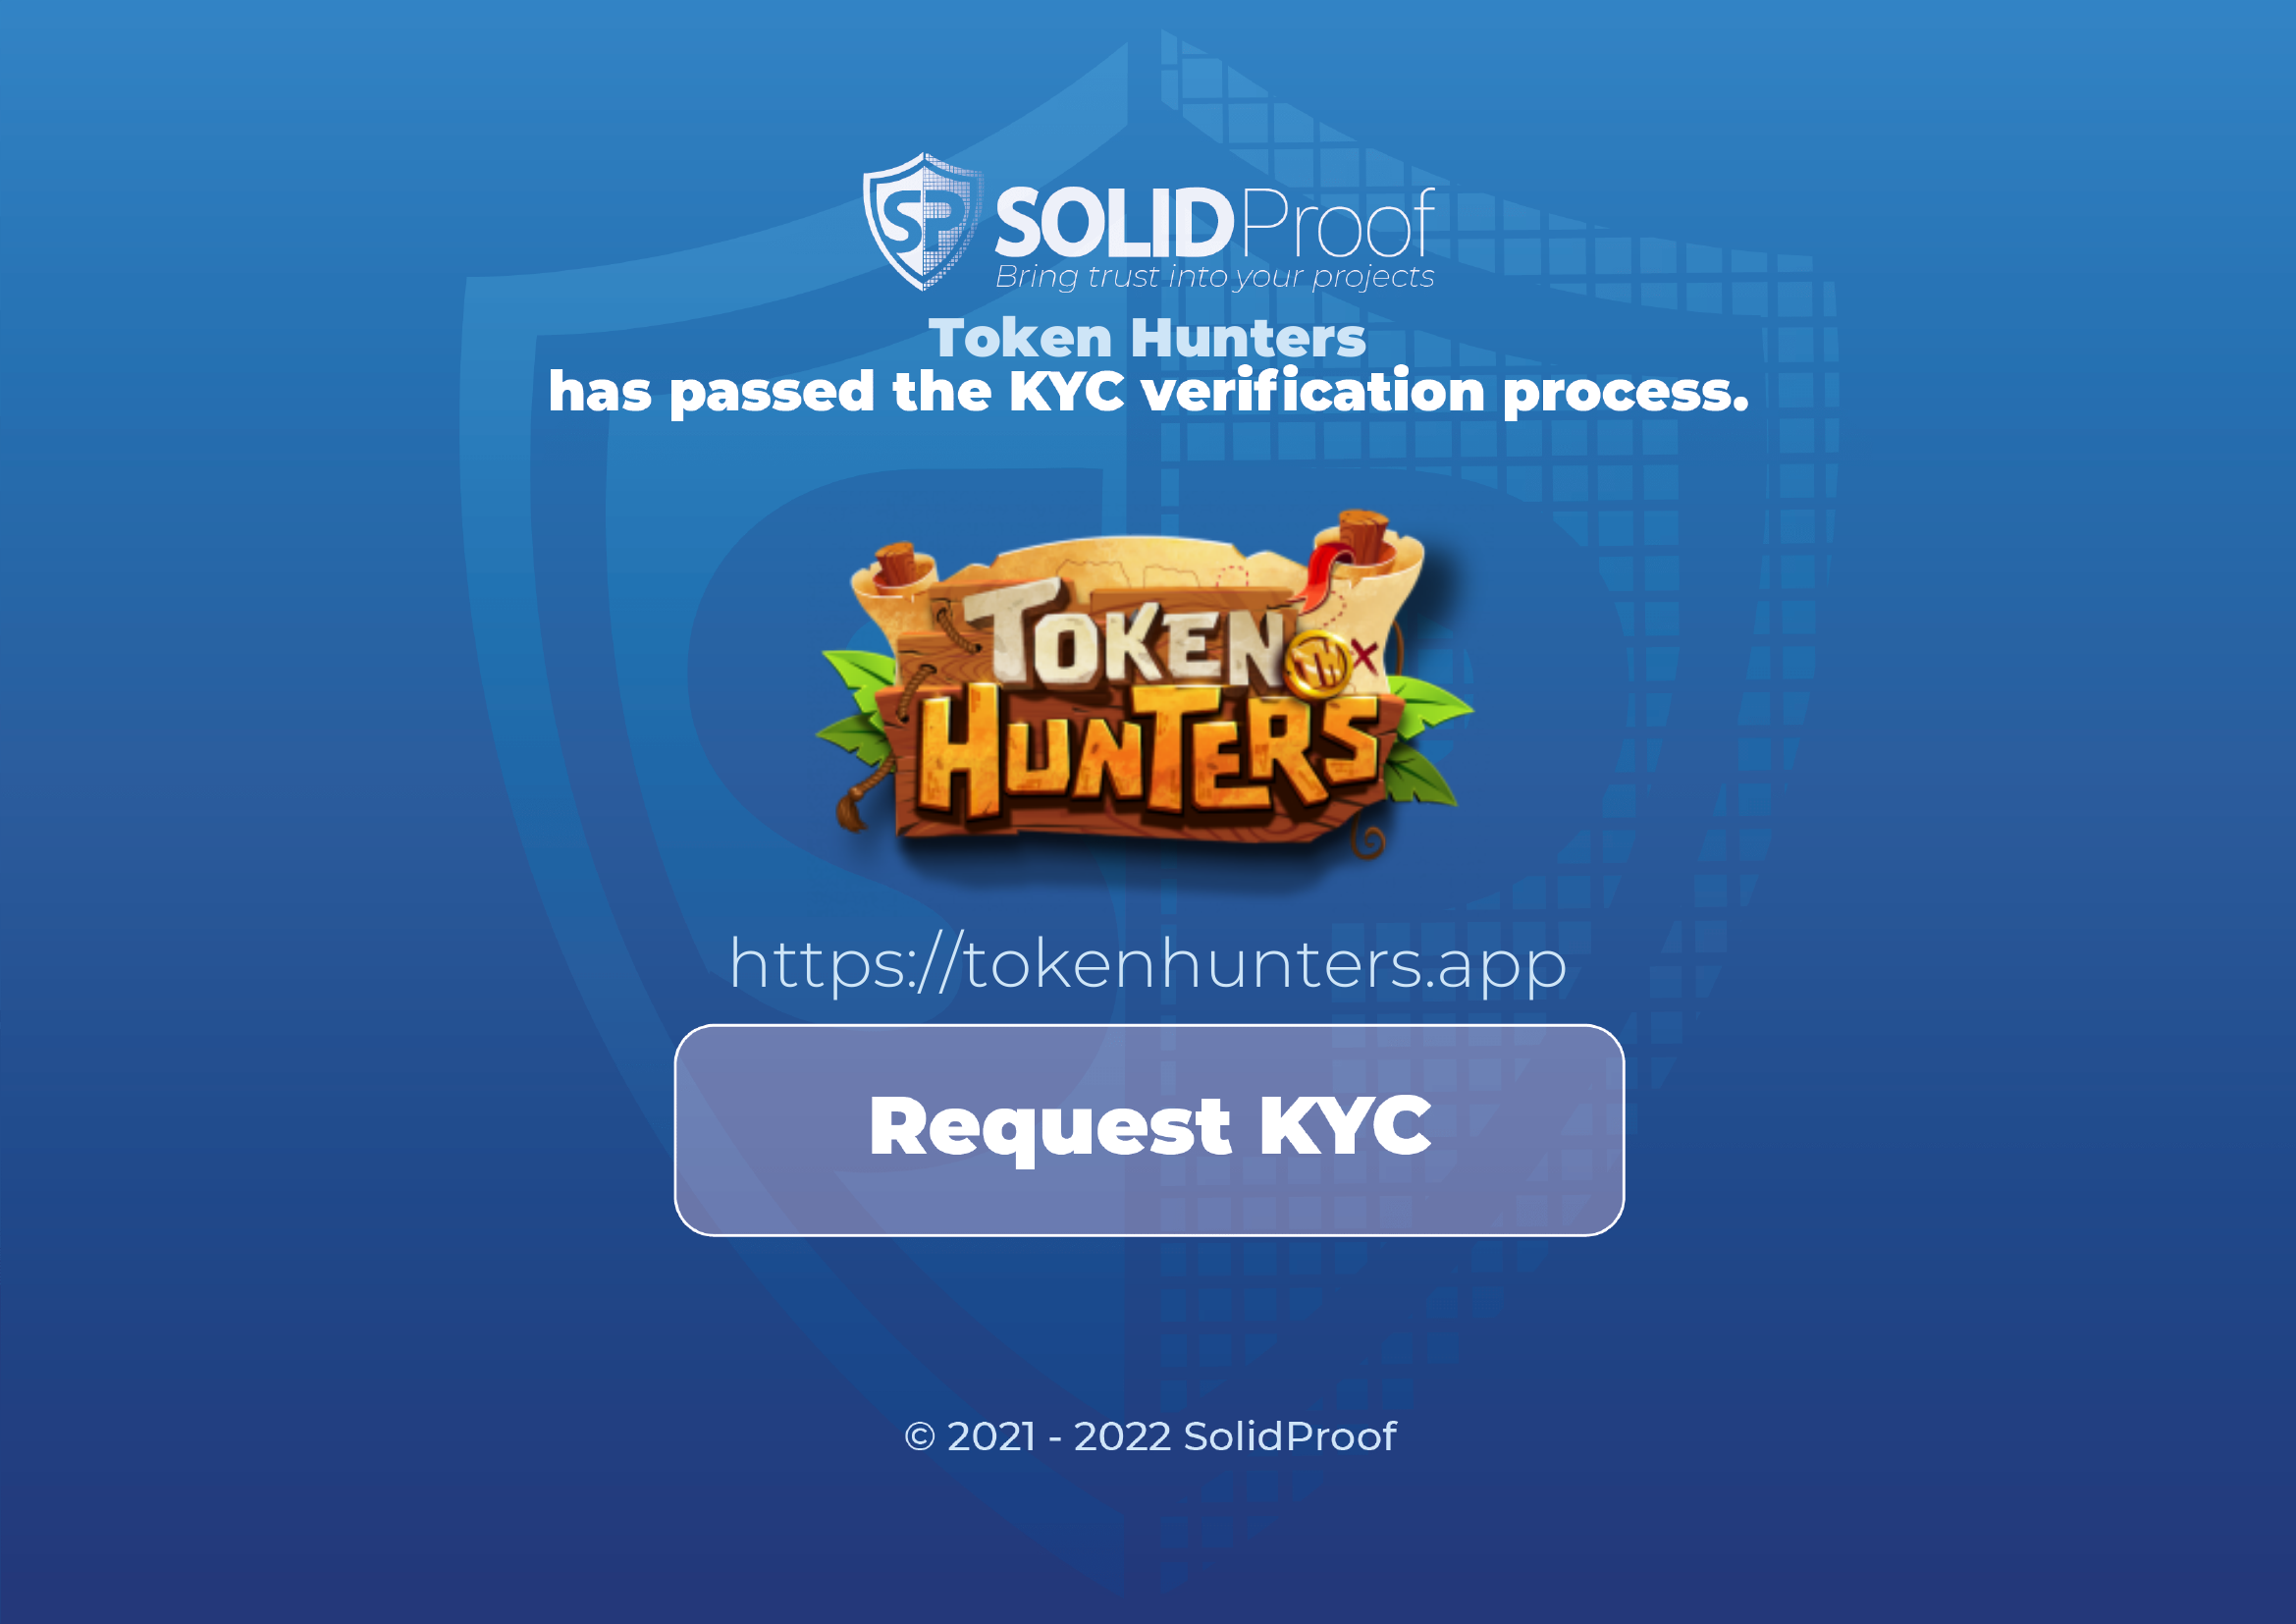 SP SOLIDProof
Bring trust into your projects
Token Hunters
has passed the KYC verification process.
TOKEN
HUNTERS
https://tokenhunters.app
Request KYC
© 2021 - 2022 SolidProof